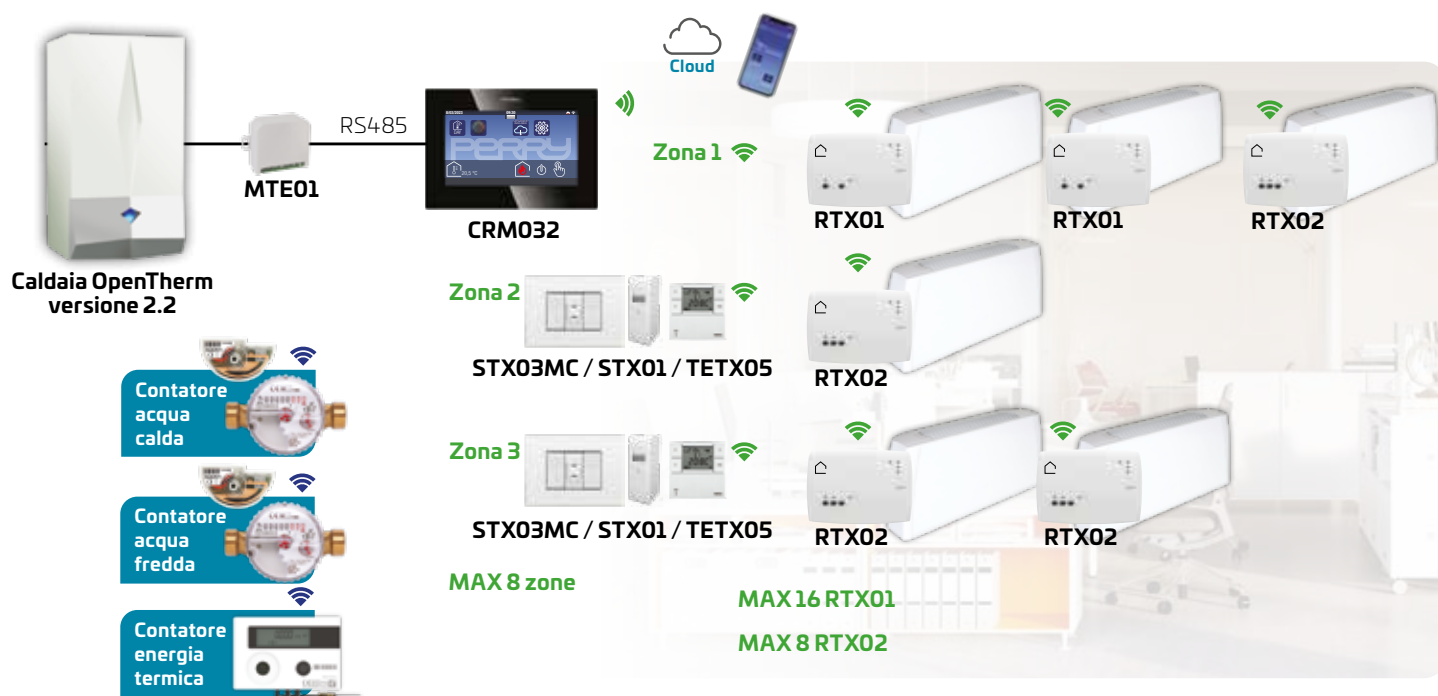 Cloud
RS485
PERRY
Zona 1
MTE01
CRM032
RTX01
RTX01
RTX02
Caldaia OpenTherm
versione 2.2
Zona 2
STX03MC / STX01 / TETX05
RTX02
Contatore
acqua
calda
Zona 3
STX03MC / STX01 / TETX05
RTX02
RTX02
Contatore
acqua
fredda
MAX 8 zone
MAX 16 RTX01
MAX 8 RTX02
Contatore
energia
termica